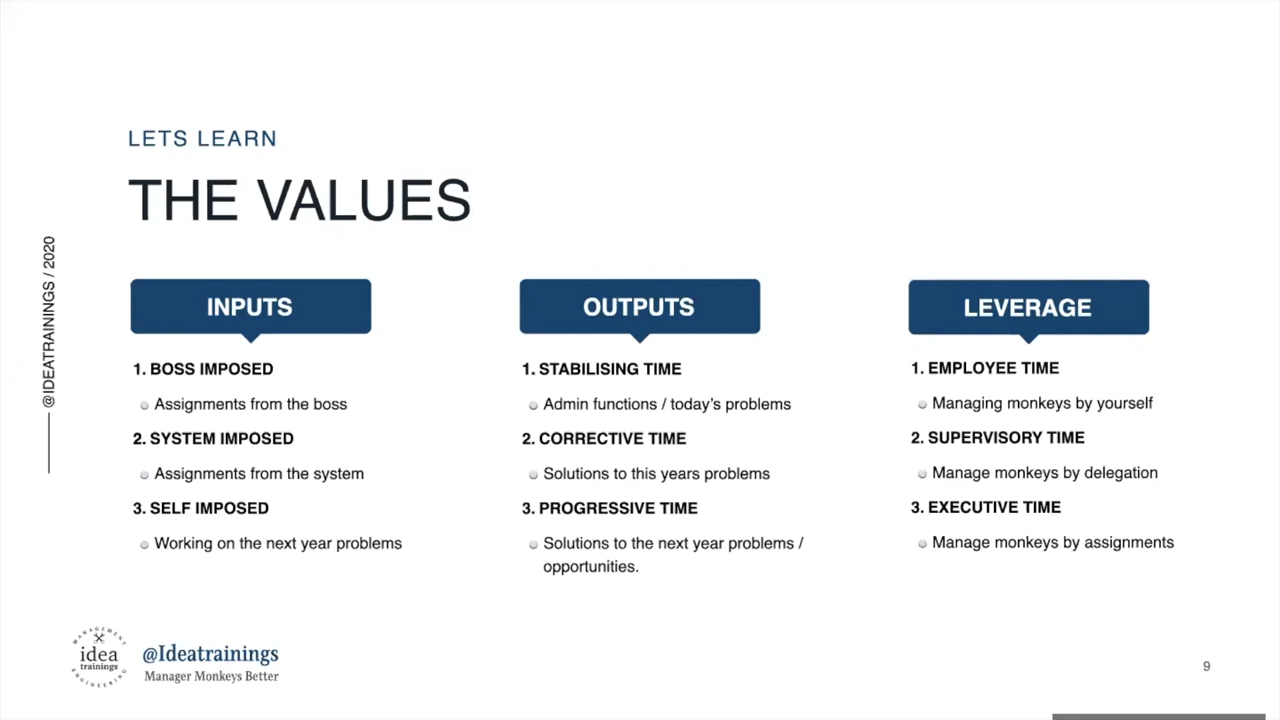 LETS LEARN
THE VALUES
@IDEATRAININGS / 2020
INPUTS
1. BOSS IMPOSED
Assignments from the boss
2. SYSTEM IMPOSED
Assignments from the system
3. SELF IMPOSED
Working on the next year problems
OUTPUTS
1. STABILISING TIME
Admin functions / today's problems
2. CORRECTIVE TIME
Solutions to this years problems
3. PROGRESSIVE TIME
Solutions to the next year problems /
opportunities.
LEVERAGE
1. EMPLOYEE TIME
Managing monkeys by yourself
2. SUPERVISORY TIME
Manage monkeys by delegation
3. EXECUTIVE TIME
Manage monkeys by assignments
MANAGEMENT
idea
trainings
ENGINEERING
@Ideatrainings
Manager Monkeys Better
9